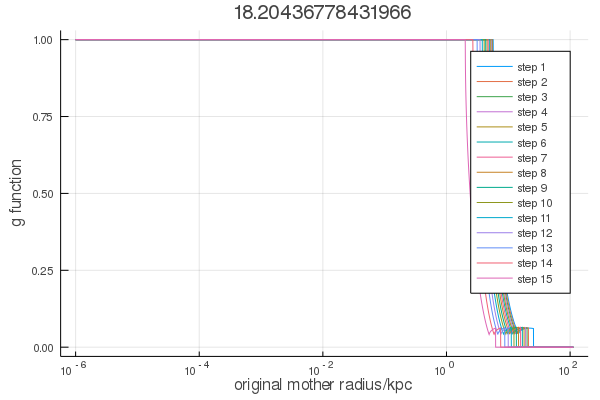 18.20436778431966
g function
1.00
0.75
0.50
0.25
0.00
step 1
step 2
step 3
step 4
step 5
step 6
step 7
step 8
step 9
step 10
step 11
step 12
step 13
step 14
step 15
10⁻⁶ 10⁻⁴ 10⁻² 10⁰ 10²
original mother radius/kpc